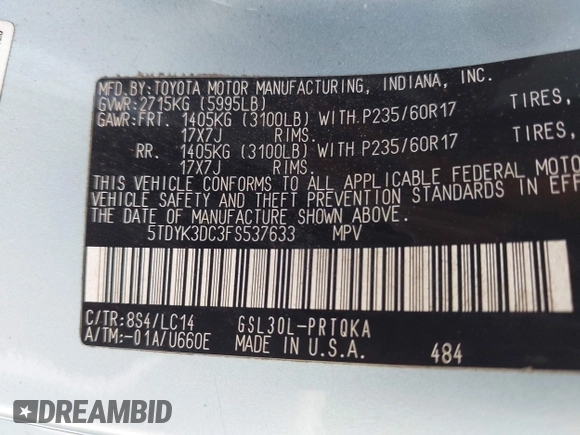 MFD.BY:TOYOTA MOTOR MANUFACTURING, INDIANA, INC.
GVWR:2715KG (5995LB)
GAWR:FRT. 1405KG (3100LB) WITH P235/60R17 TIRES,
17X7J RIMS.
RR. 1405KG (3100LB) WITH P235/60R17 TIRES,
17X7J RIMS.
THIS VEHICLE CONFORMS TO ALL APPLICABLE FEDERAL MOTO
VEHICLE SAFETY AND THEFT PREVENTION STANDARDS IN EFFE
THE DATE OF MANUFACTURE SHOWN ABOVE.
5TDYK3DC3FS537633 MPV
C/TR:8S4/LC14 GSL30L-PRTQKA
A/TM:-01A/U660E MADE IN U.S.A. 484
DREAMBID